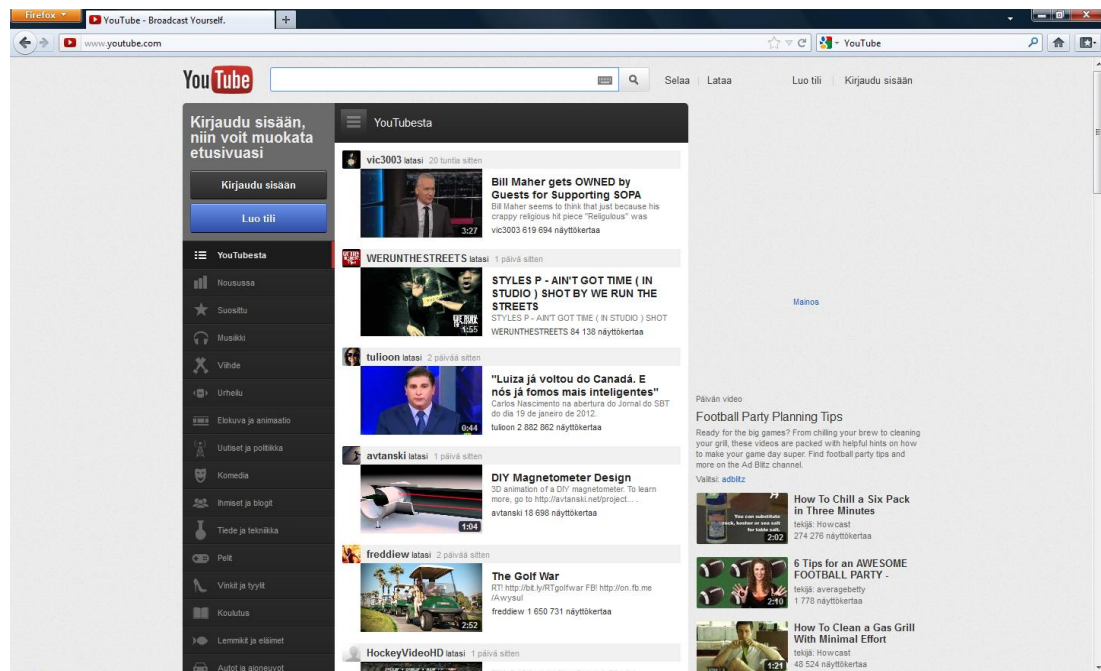 Firefox
YouTube - Broadcast Yourself.
www.youtube.com
YouTube
YouTube
Selaa
Lataa
Luo tili
Kirjaudu sisään
Kirjaudu sisään,
niin voit muokata
etusivuasi
Kirjaudu sisään
Luo tili
YouTubesta
Nousussa
Suosittu
Musiikki
Viihde
Urheilu
Elokuva ja animaatio
Uutiset ja politiikka
Komedia
Ihmiset ja blogit
Tiede ja tekniikka
Pelit
Vinkit ja tyylit
Koulutus
Lemmikit ja eläimet
Autot ja ajoneuvot
YouTubesta
vic3003 latasi 20 tuntia sitten
Bill Maher gets OWNED by
Guests for Supporting SOPA
Bill Maher seems to think that just because his
crappy religious hit piece "Religulous" was
vic3003 619 694 näyttökertaa
3:27
WERUNTHESTREETS latasi 1 päivä sitten
STYLES P - AIN'T GOT TIME ( IN
STUDIO ) SHOT BY WE RUN THE
STREETS
STYLES P - AIN'T GOT TIME ( IN STUDIO ) SHOT
WERUNTHESTREETS 84 138 näyttökertaa
1:55
tulioon latasi 2 päivää sitten
"Luiza já voltou do Canadá. E
nós já fomos mais inteligentes"
Carlos Nascimento na abertura do Jornal do SBT
do dia 19 de janeiro de 2012.
tulioon 2 882 862 näyttökertaa
0:44
avtanski latasi 1 päivä sitten
DIY Magnetometer Design
3D animation of a DIY magnetometer. To learn
more, go to http://avtanski.net/project... .
avtanski 18 698 näyttökertaa
1:04
freddiew latasi 2 päivää sitten
The Golf War
RT! http://bit.ly/RTgolfwar FB! http://on.fb.me
/Awysul
freddiew 1 650 731 näyttökertaa
2:52
HockeyVideoHD latasi 1 päivä sitten
Mainos
Päivän video
Football Party Planning Tips
Ready for the big games? From chilling your brew to cleaning
your grill, these videos are packed with helpful hints on how
to make your game day super. Find football party tips and
more on the Ad Blitz channel.
Valitsi: adblitz
You can substitute
rock, kosher or sea salt
for table salt.
2:02
How To Chill a Six Pack
in Three Minutes
tekijä: Howcast
274 276 näyttökertaa
2:10
6 Tips for an AWESOME
FOOTBALL PARTY -
tekijä: averagebetty
1 778 näyttökertaa
1:21
How To Clean a Gas Grill
With Minimal Effort
tekijä: Howcast
48 524 näyttökertaa